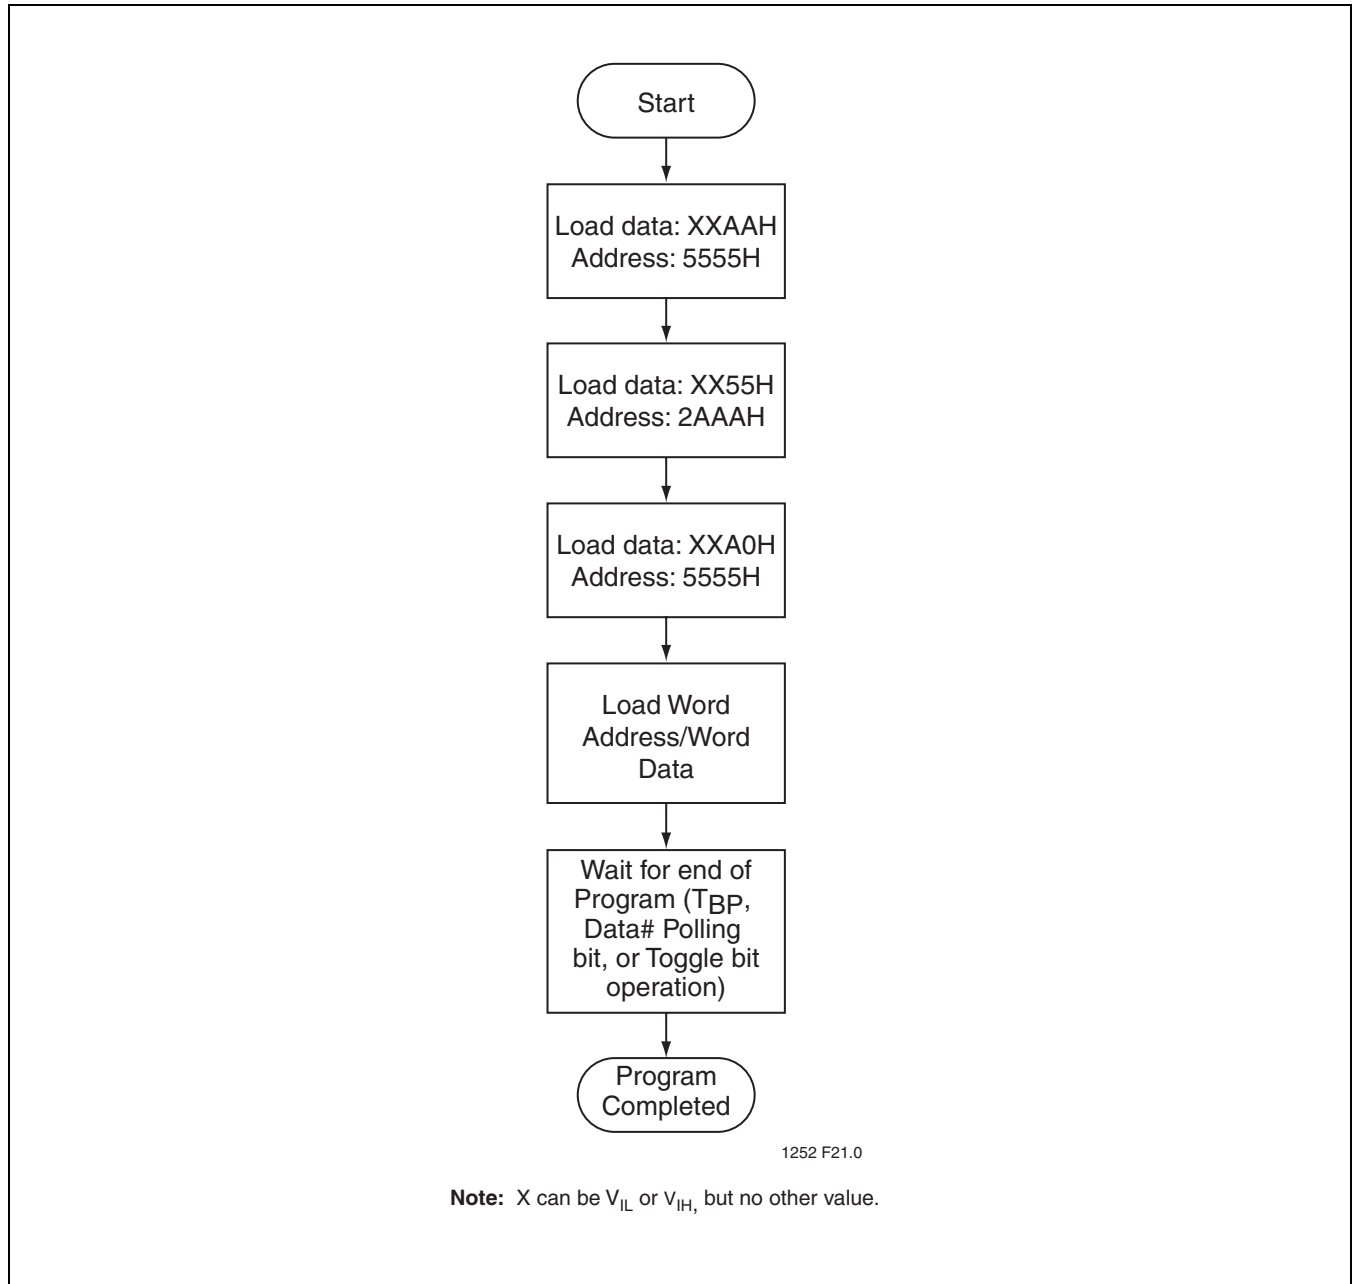 Start
Load data: XXAAH
Address: 5555H
Load data: XX55H
Address: 2AAAH
Load data: XXA0H
Address: 5555H
Load Word
Address/Word
Data
Wait for end of
Program (TBP,
Data# Polling
bit, or Toggle bit
operation)
Program
Completed
1252 F21.0
Note: X can be VIL or VIH, but no other value.